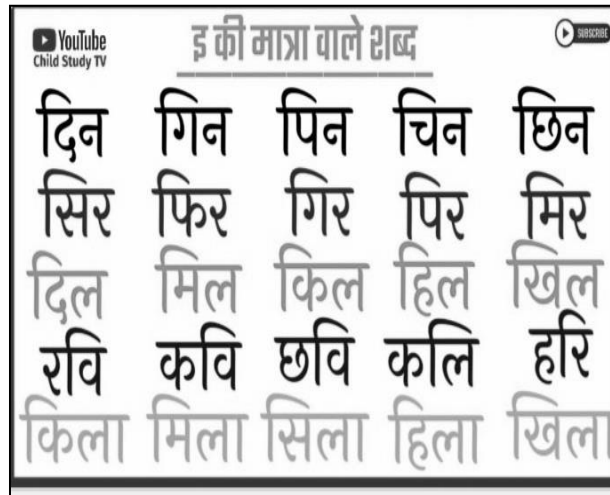 YouTube
Child Study TV
इ की मात्रा वाले शब्द
SUBSCRIBE
दिन गिन पिन चिन छिन
सिर फिर गिर पिर मिर
दिल मिल किल हिल खिल
रवि कवि छवि कलि हरि
किला मिला सिला हिला खिला